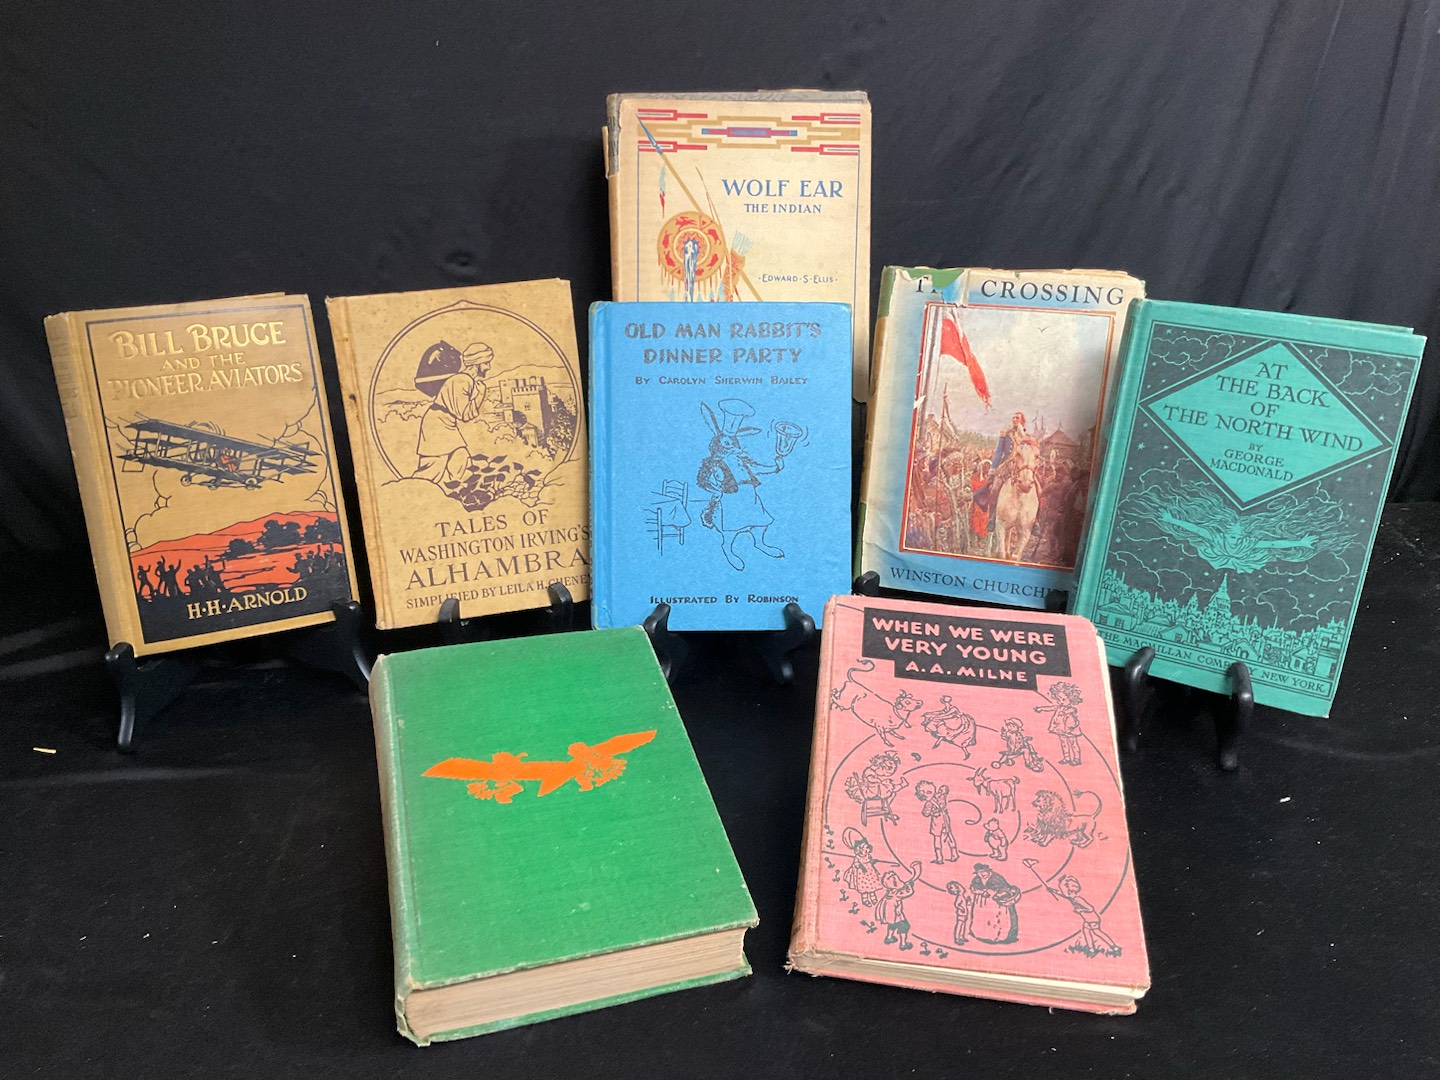 WOLF EAR
THE INDIAN
·EDWARD·S·ELLIS·
BILL BRUCE
AND THE
PIONEER AVIATORS
H·H·ARNOLD
TALES OF
WASHINGTON IRVING'S
ALHAMBRA
SIMPLIFIED BY LEILA H. CHENEY
OLD MAN RABBIT'S
DINNER PARTY
BY CAROLYN SHERWIN BAILEY
ILLUSTRATED BY ROBINSON
CROSSING
WINSTON CHURCHI
AT
THE BACK
OF
THE NORTH WIND
BY
GEORGE
MACDONALD
THE MACMILLAN COMPANY NEW YORK
WHEN WE WERE
VERY YOUNG
A.A. MILNE